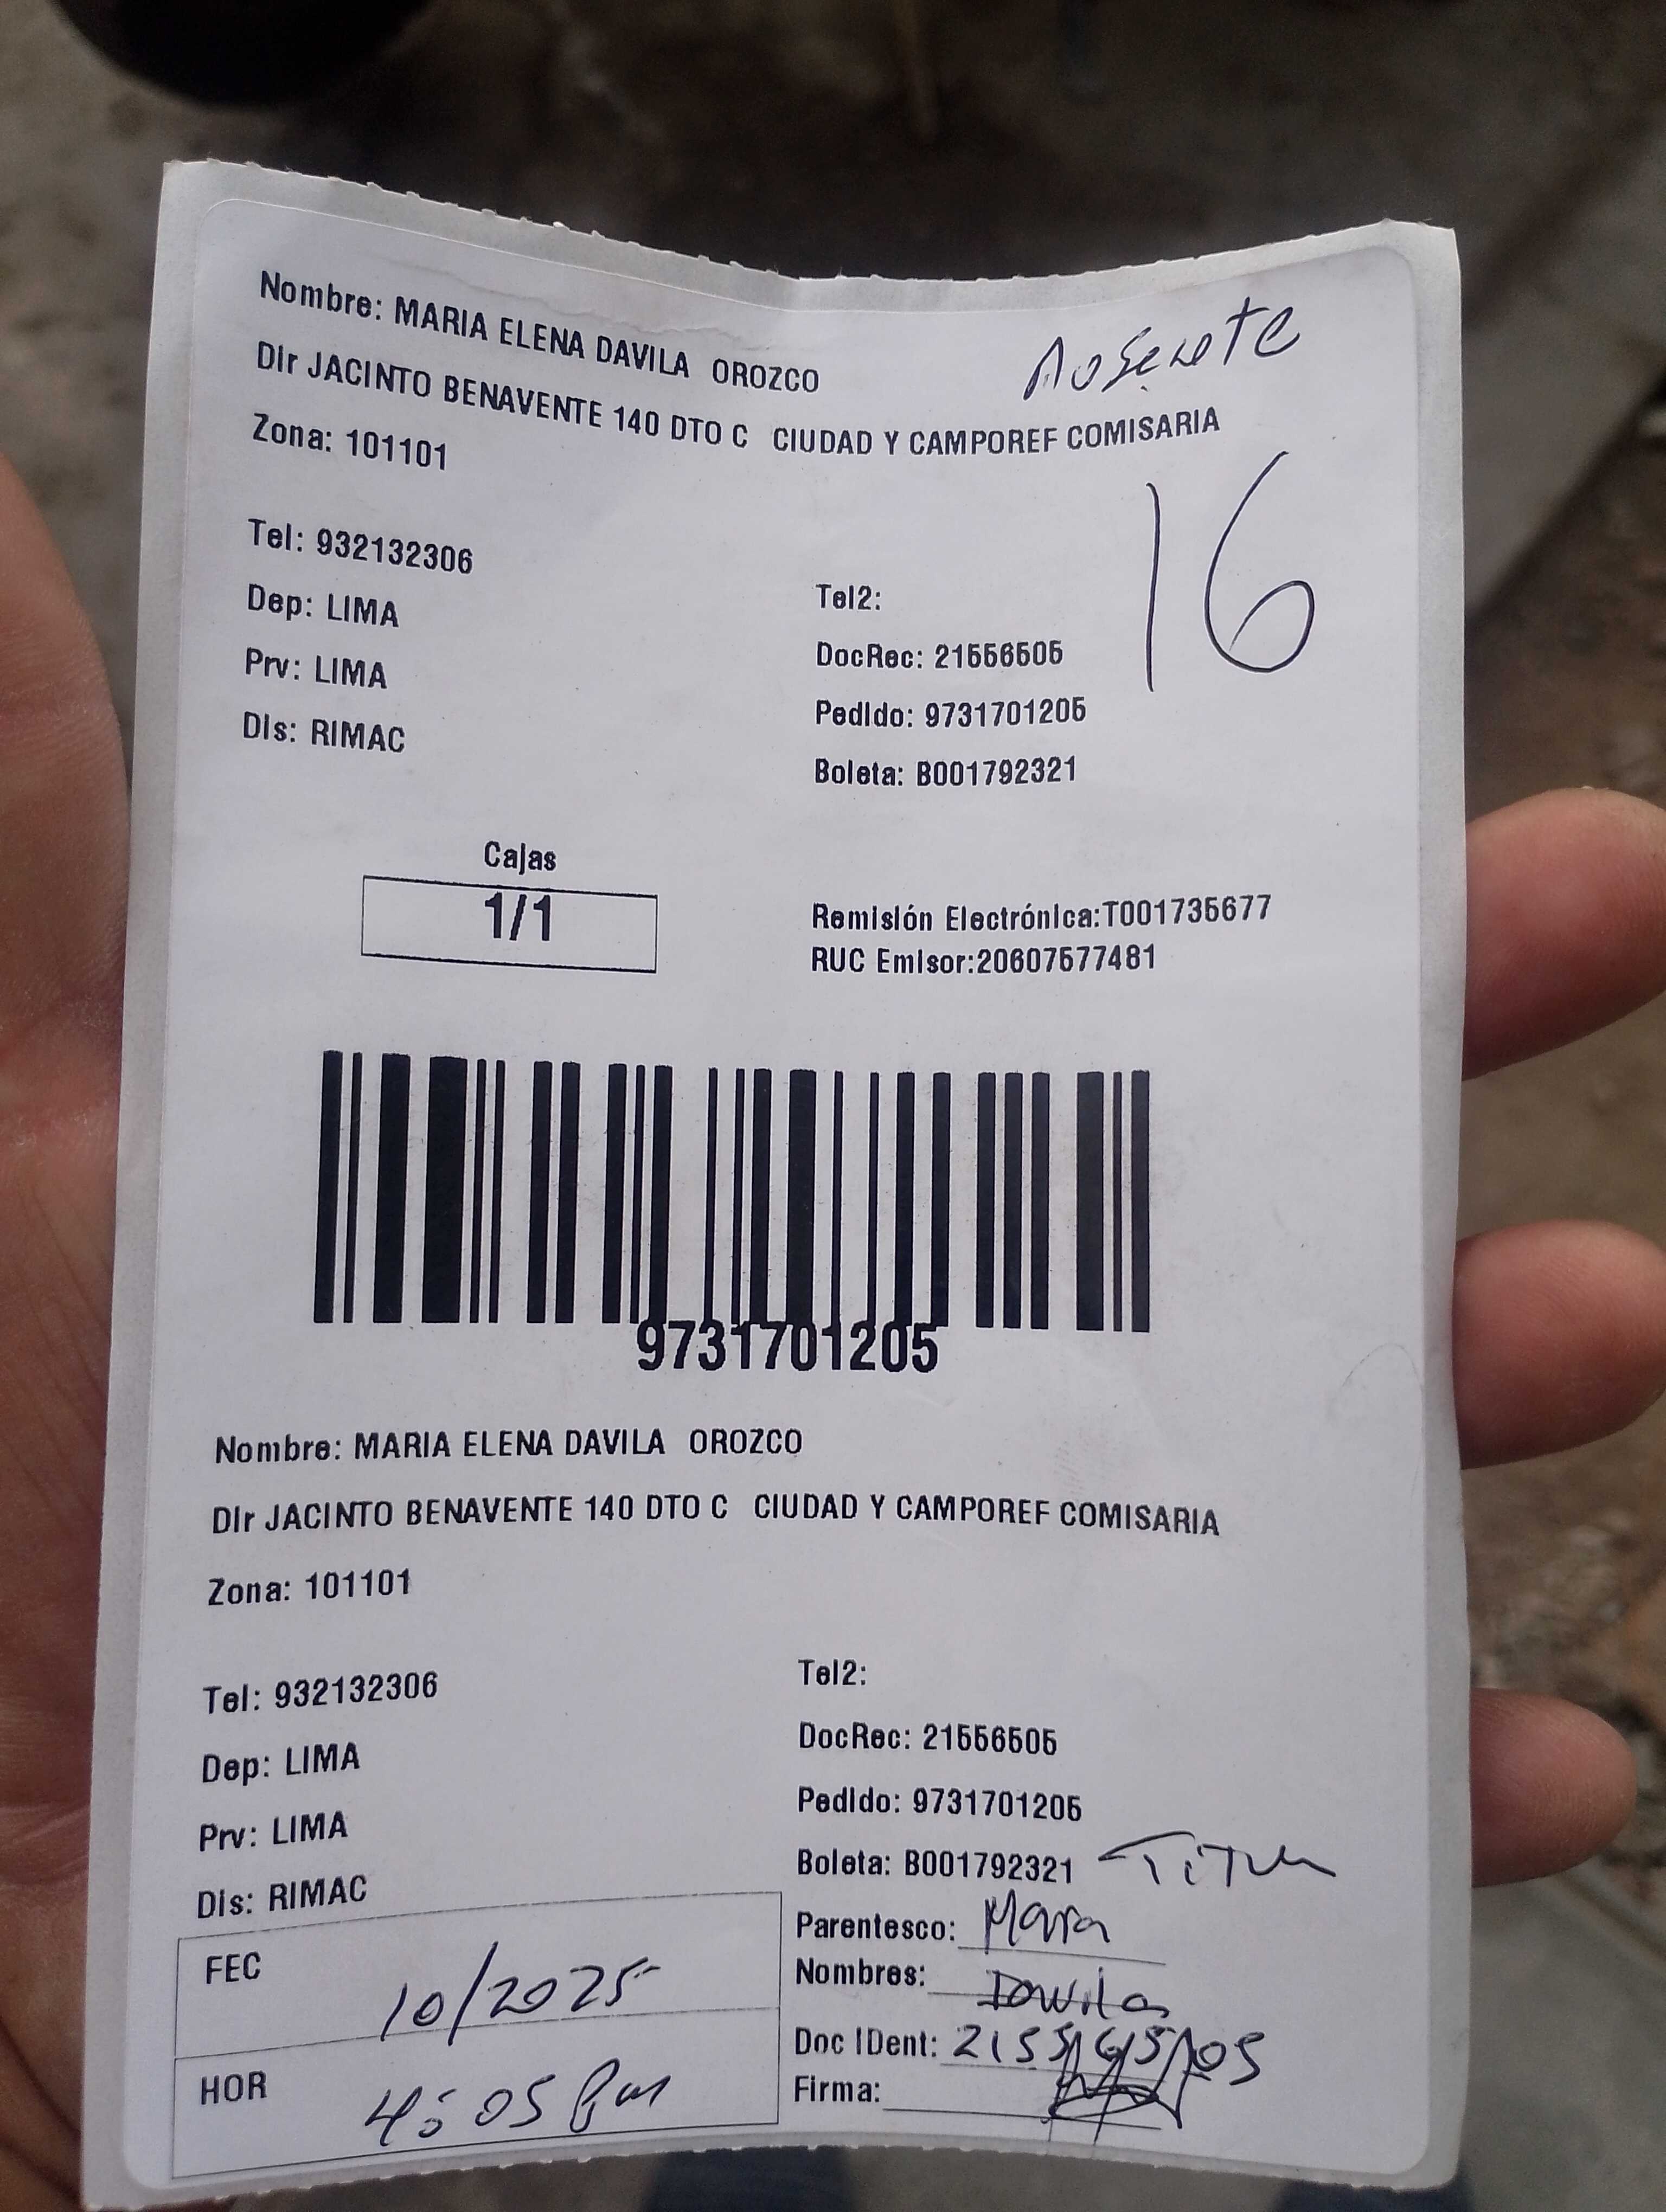 Nombre: MARIA ELENA DAVILA OROZCO
Ausente
Dir JACINTO BENAVENTE 140 DTO C CIUDAD Y CAMPOREF COMISARIA
Zona: 101101
16
Tel: 932132306
Tel2:
Dep: LIMA
DocRec: 21556505
Prv: LIMA
Pedido: 9731701205
Dis: RIMAC
Boleta: B001792321
Cajas
1/1
Remisión Electrónica:T001735677
RUC Emisor:20607577481
9731701205
Nombre: MARIA ELENA DAVILA OROZCO
Dir JACINTO BENAVENTE 140 DTO C CIUDAD Y CAMPOREF COMISARIA
Zona: 101101
Tel: 932132306
Tel2:
Dep: LIMA
DocRec: 21556505
Prv: LIMA
Pedido: 9731701205
Dis: RIMAC
Boleta: B001792321
FEC 10/2025
Parentesco:
Nombres: Davila
HOR 4:05 pm
Doc IDent: 21556505
Firma: